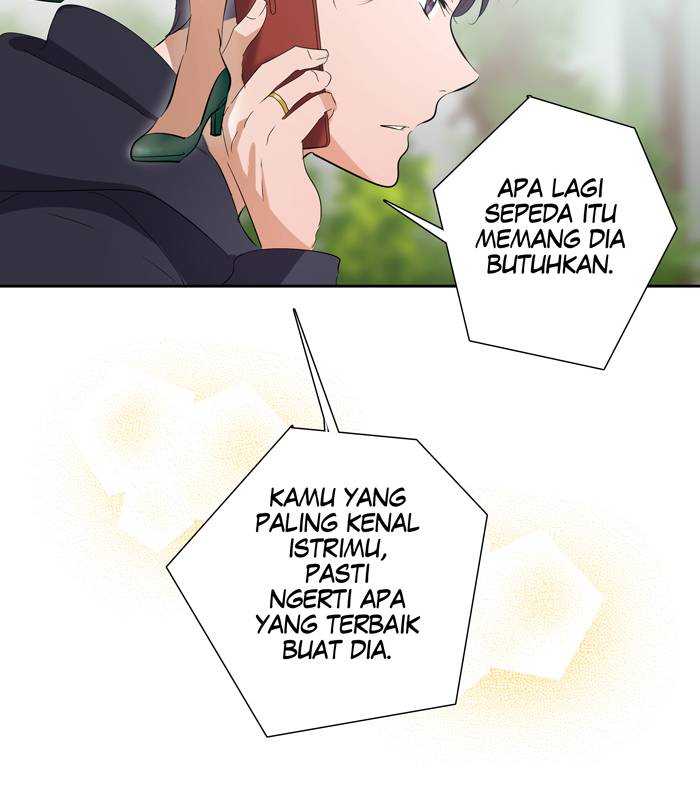 APA LAGI
SEPEDA ITU
MEMANG DIA
BUTUHKAN.
KAMU YANG
PALING KENAL
ISTRIMU,
PASTI
NGERTI APA
YANG TERBAIK
BUAT DIA.